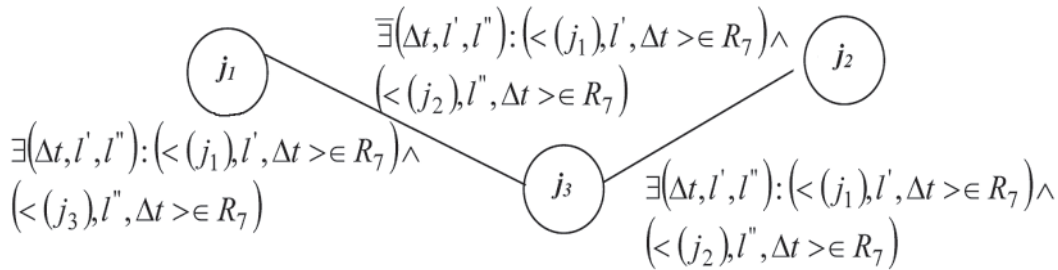 j₁
∃̅(Δt,l',l''):(<(j₁),l',Δt>∈R₇)∧
(<(j₂),l'',Δt>∈R₇)
j₂
∃(Δt,l',l''):(<(j₁),l',Δt>∈R₇)∧
(<(j₃),l'',Δt>∈R₇)
j₃
∃(Δt,l',l''):(<(j₁),l',Δt>∈R₇)∧
(<(j₂),l'',Δt>∈R₇)